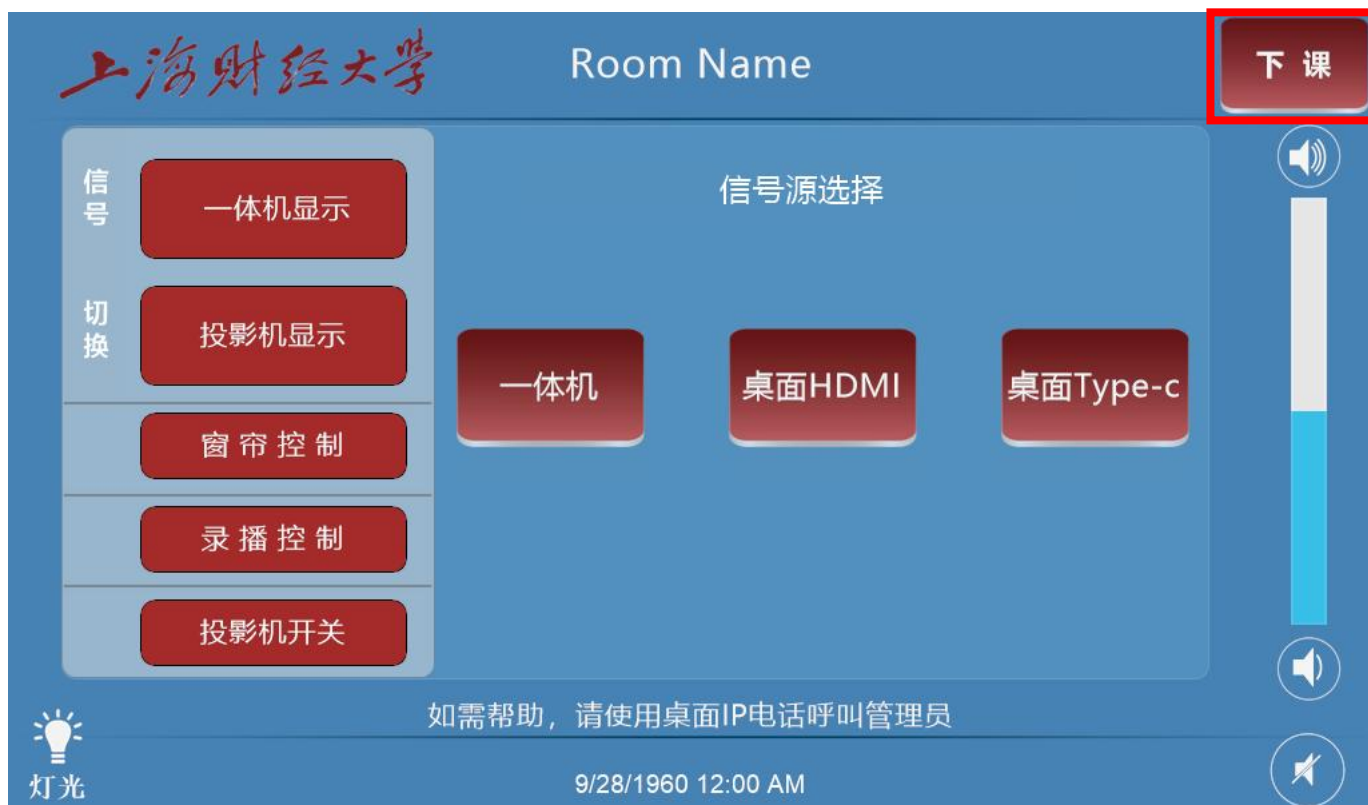 上海财经大学
Room Name
下 课
信号
切换
一体机显示
投影机显示
窗 帘 控 制
录 播 控 制
投影机开关
信号源选择
一体机
桌面HDMI
桌面Type-c
如需帮助，请使用桌面IP电话呼叫管理员
灯光
9/28/1960 12:00 AM